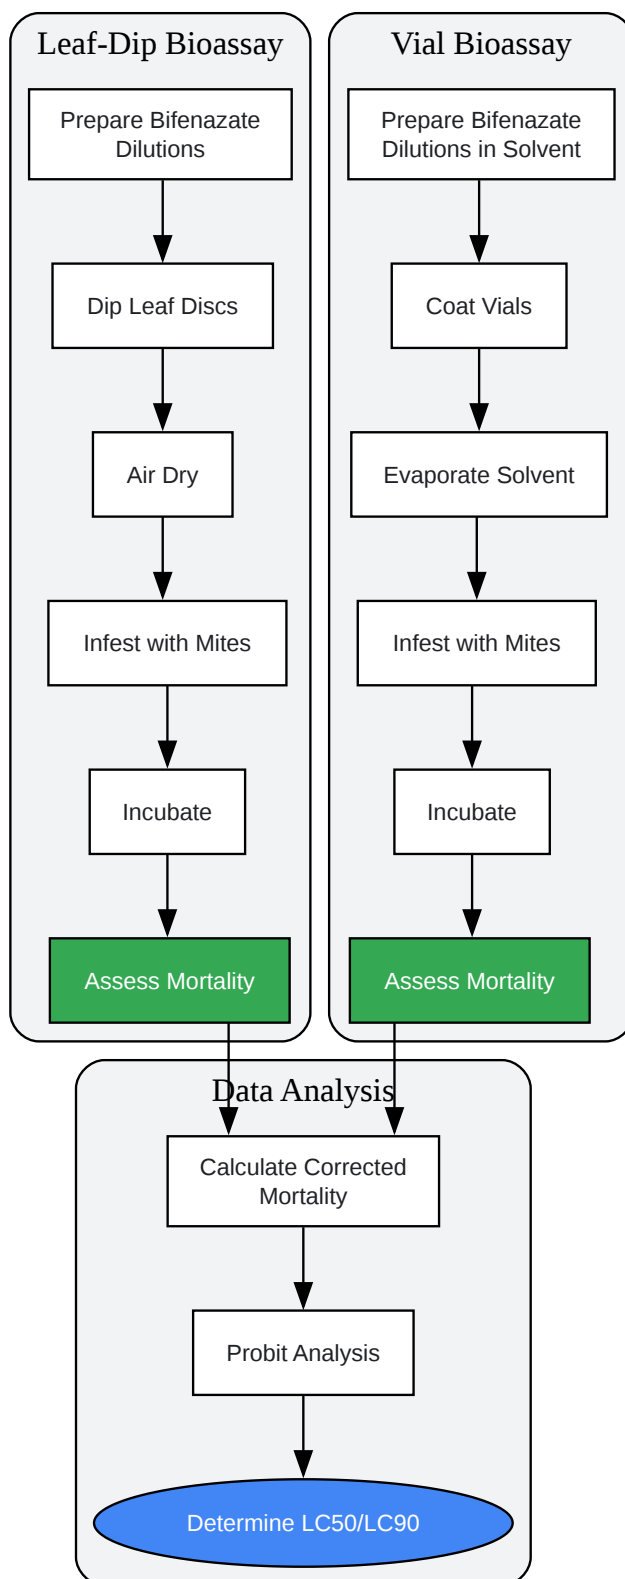 Leaf-Dip Bioassay
Prepare Bifenazate
Dilutions
Dip Leaf Discs
Air Dry
Infest with Mites
Incubate
Assess Mortality
Vial Bioassay
Prepare Bifenazate
Dilutions in Solvent
Coat Vials
Evaporate Solvent
Infest with Mites
Incubate
Assess Mortality
Data Analysis
Calculate Corrected
Mortality
Probit Analysis
Determine LC50/LC90